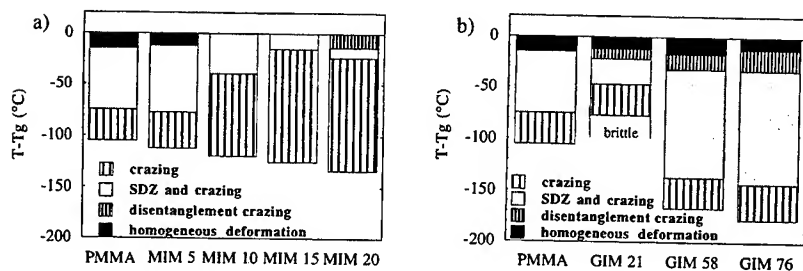 a)
0
-50
-100
-150
-200
T-Tg (°C)
crazing
SDZ and crazing
disentanglement crazing
homogeneous deformation
PMMA MIM 5 MIM 10 MIM 15 MIM 20
b)
0
-50
-100
-150
-200
T-Tg (°C)
brittle
crazing
SDZ and crazing
disentanglement crazing
homogeneous deformation
PMMA GIM 21 GIM 58 GIM 76